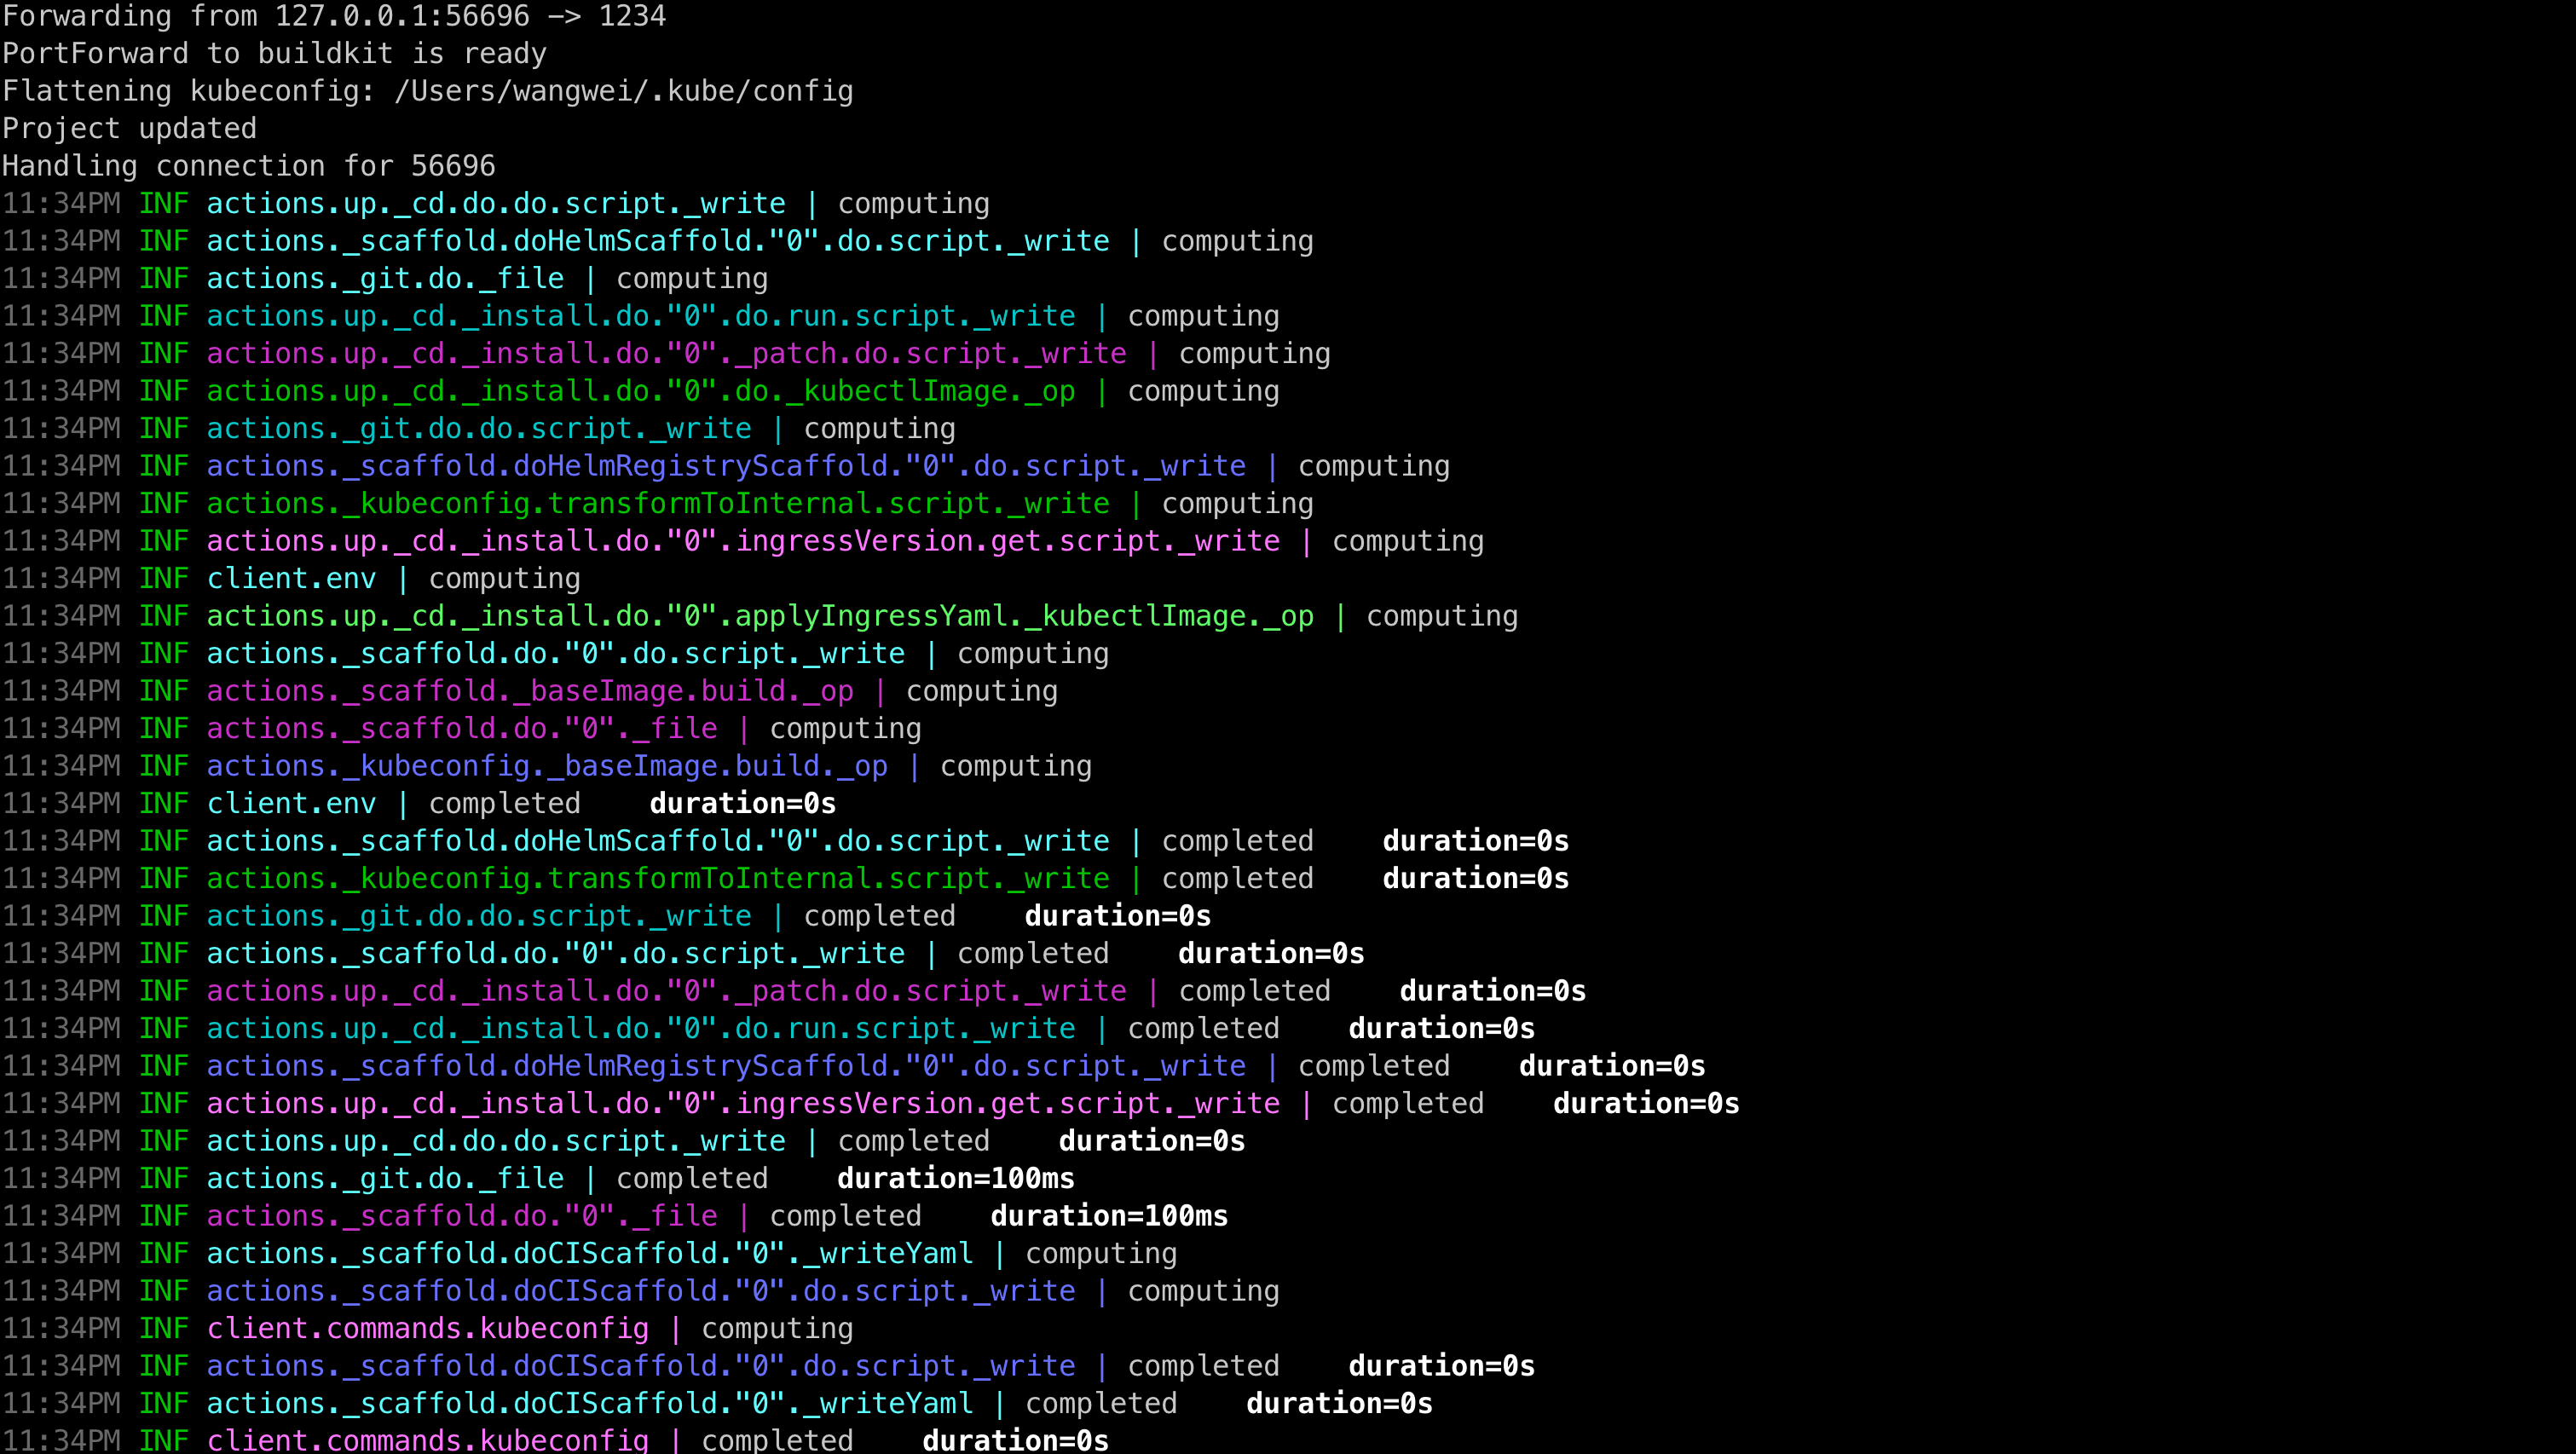 Forwarding from 127.0.0.1:56696 -> 1234
PortForward to buildkit is ready
Flattening kubeconfig: /Users/wangwei/.kube/config
Project updated
Handling connection for 56696
11:34PM INF actions.up._cd.do.do.script._write | computing
11:34PM INF actions._scaffold.doHelmScaffold."0".do.script._write | computing
11:34PM INF actions._git.do._file | computing
11:34PM INF actions.up._cd._install.do."0".do.run.script._write | computing
11:34PM INF actions.up._cd._install.do."0"._patch.do.script._write | computing
11:34PM INF actions.up._cd._install.do."0".do._kubectlImage._op | computing
11:34PM INF actions._git.do.do.script._write | computing
11:34PM INF actions._scaffold.doHelmRegistryScaffold."0".do.script._write | computing
11:34PM INF actions._kubeconfig.transformToInternal.script._write | computing
11:34PM INF actions.up._cd._install.do."0".ingressVersion.get.script._write | computing
11:34PM INF client.env | computing
11:34PM INF actions.up._cd._install.do."0".applyIngressYaml._kubectlImage._op | computing
11:34PM INF actions._scaffold.do."0".do.script._write | computing
11:34PM INF actions._scaffold._baseImage.build._op | computing
11:34PM INF actions._scaffold.do."0"._file | computing
11:34PM INF actions._kubeconfig._baseImage.build._op | computing
11:34PM INF client.env | completed    duration=0s
11:34PM INF actions._scaffold.doHelmScaffold."0".do.script._write | completed    duration=0s
11:34PM INF actions._kubeconfig.transformToInternal.script._write | completed    duration=0s
11:34PM INF actions._git.do.do.script._write | completed    duration=0s
11:34PM INF actions._scaffold.do."0".do.script._write | completed    duration=0s
11:34PM INF actions.up._cd._install.do."0"._patch.do.script._write | completed    duration=0s
11:34PM INF actions.up._cd._install.do."0".do.run.script._write | completed    duration=0s
11:34PM INF actions._scaffold.doHelmRegistryScaffold."0".do.script._write | completed    duration=0s
11:34PM INF actions.up._cd._install.do."0".ingressVersion.get.script._write | completed    duration=0s
11:34PM INF actions.up._cd.do.do.script._write | completed    duration=0s
11:34PM INF actions._git.do._file | completed    duration=100ms
11:34PM INF actions._scaffold.do."0"._file | completed    duration=100ms
11:34PM INF actions._scaffold.doCIScaffold."0"._writeYaml | computing
11:34PM INF actions._scaffold.doCIScaffold."0".do.script._write | computing
11:34PM INF client.commands.kubeconfig | computing
11:34PM INF actions._scaffold.doCIScaffold."0".do.script._write | completed    duration=0s
11:34PM INF actions._scaffold.doCIScaffold."0"._writeYaml | completed    duration=0s
11:34PM INF client.commands.kubeconfig | completed    duration=0s